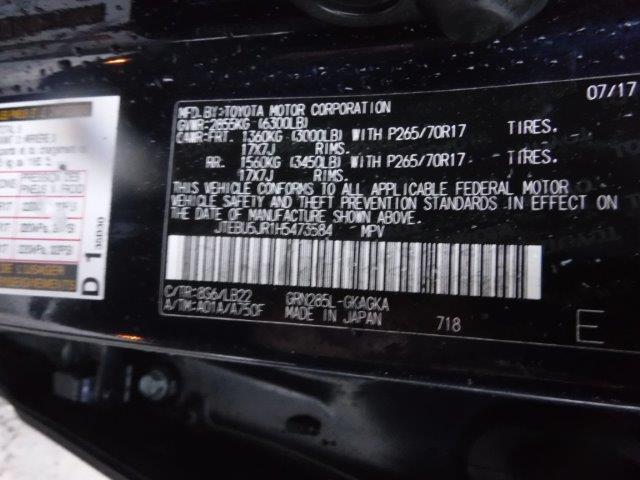 07/17
MFD.BY:TOYOTA MOTOR CORPORATION
GVWR:2855KG (6300LB)
GAWR:FRT. 1360KG (3000LB) WITH P265/70R17 TIRES.
17X7J RIMS.
RR. 1560KG (3450LB) WITH P265/70R17 TIRES.
17X7J RIMS.
THIS VEHICLE CONFORMS TO ALL APPLICABLE FEDERAL MOTOR
VEHICLE SAFETY AND THEFT PREVENTION STANDARDS IN EFFECT ON
THE DATE OF MANUFACTURE SHOWN ABOVE.
JTEBU5JR1H5473584 MPV
C/TR:8S6/LB22 GRN285L-GKAGKA
A/TM:A01A/A750F MADE IN JAPAN 718 E
D 1